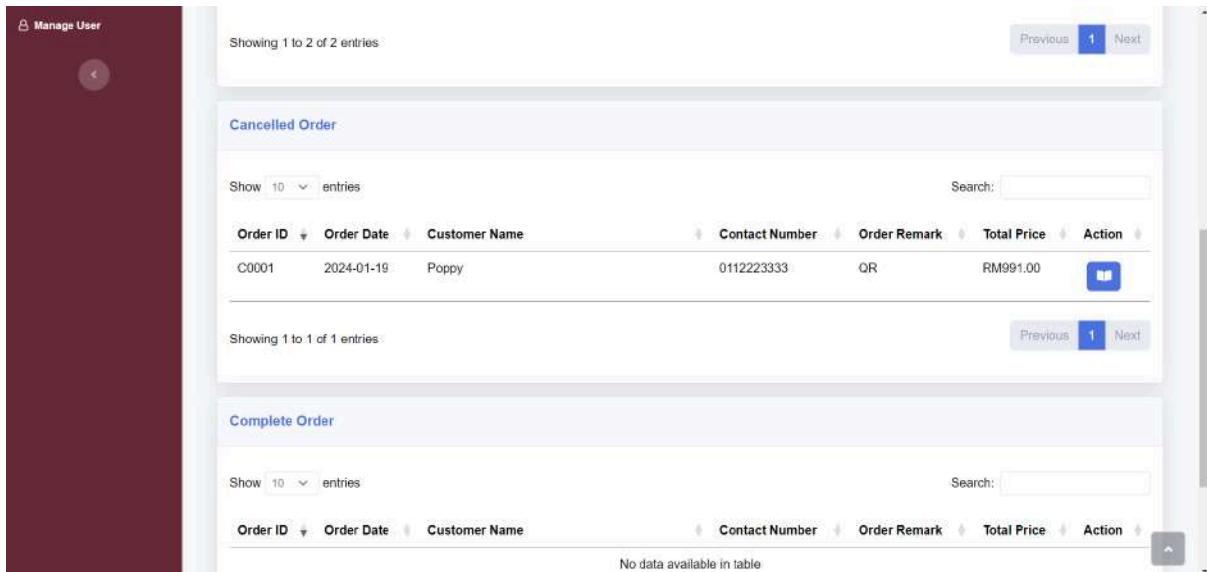 Manage User
Showing 1 to 2 of 2 entries
Previous 1 Next
Cancelled Order
Show 10 entries
Search:
Order ID Order Date Customer Name Contact Number Order Remark Total Price Action
C0001 2024-01-19 Poppy 0112223333 QR RM991.00
Showing 1 to 1 of 1 entries
Previous 1 Next
Complete Order
Show 10 entries
Search:
Order ID Order Date Customer Name Contact Number Order Remark Total Price Action
No data available in table